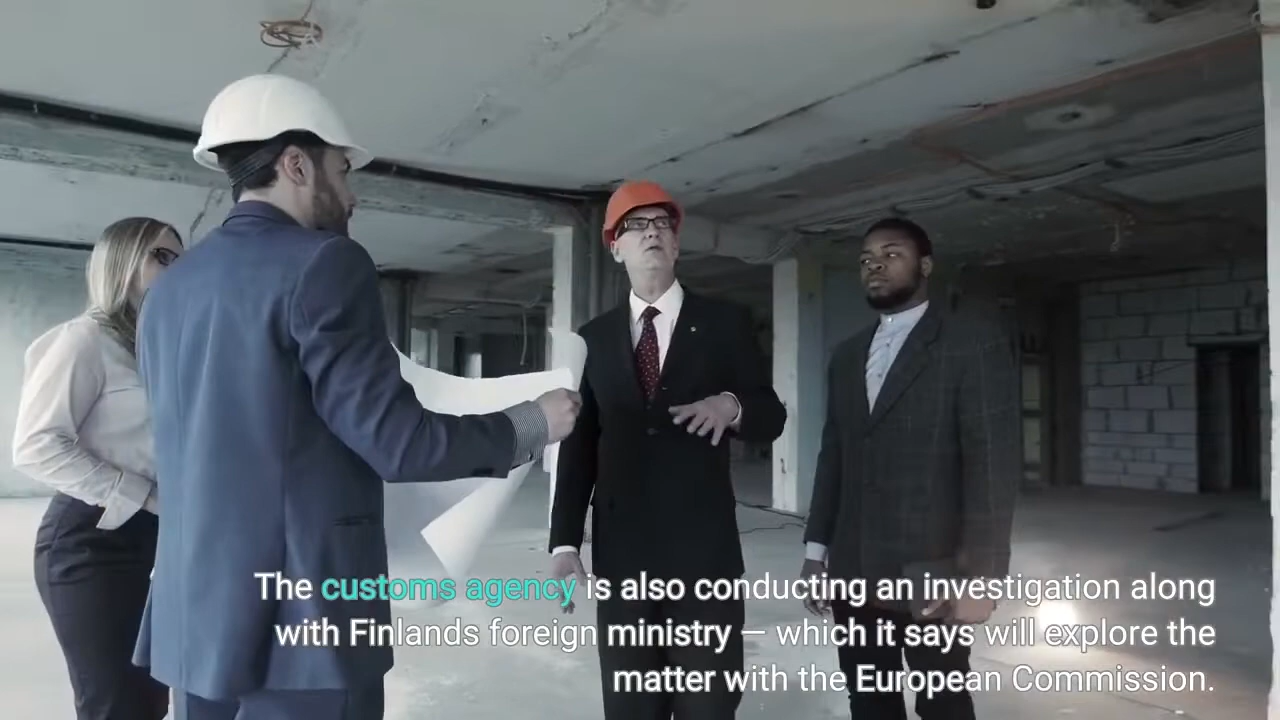 The customs agency is also conducting an investigation along
with Finlands foreign ministry — which it says will explore the
matter with the European Commission.